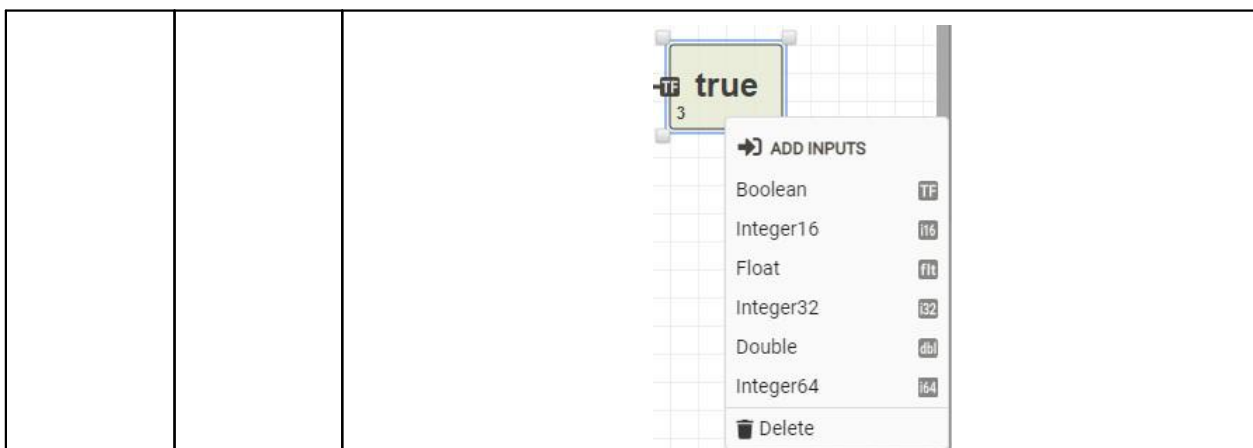 TF true
3
ADD INPUTS
Boolean TF
Integer16 i16
Float flt
Integer32 i32
Double dbl
Integer64 i64
Delete